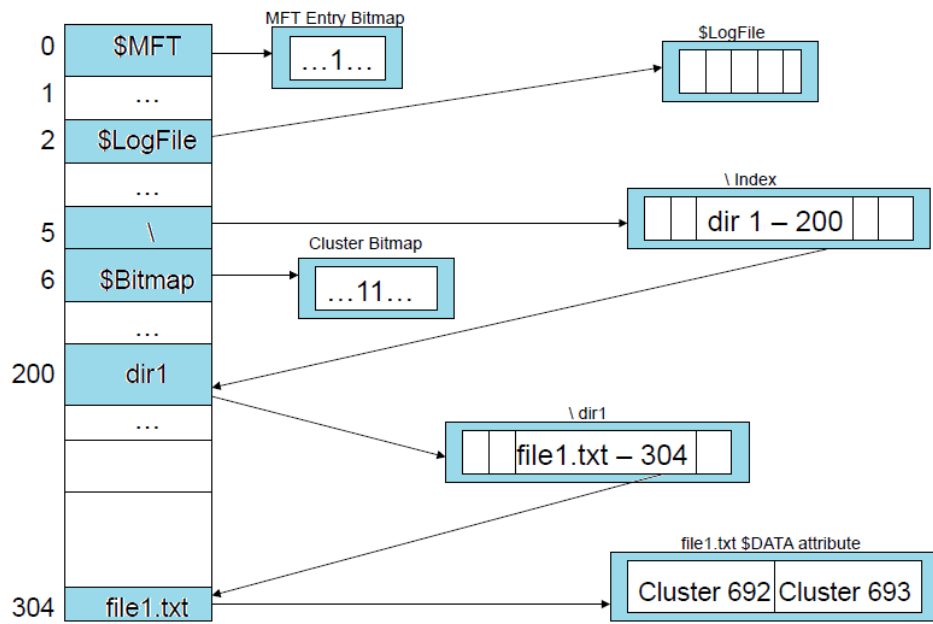 MFT Entry Bitmap
$LogFile
0
$MFT
…1…
1
…
2
$LogFile
…
\ Index
5
\
dir 1 – 200
Cluster Bitmap
6
$Bitmap
…11…
…
200
dir1
…
\ dir1
file1.txt – 304
file1.txt $DATA attribute
304
file1.txt
Cluster 692
Cluster 693